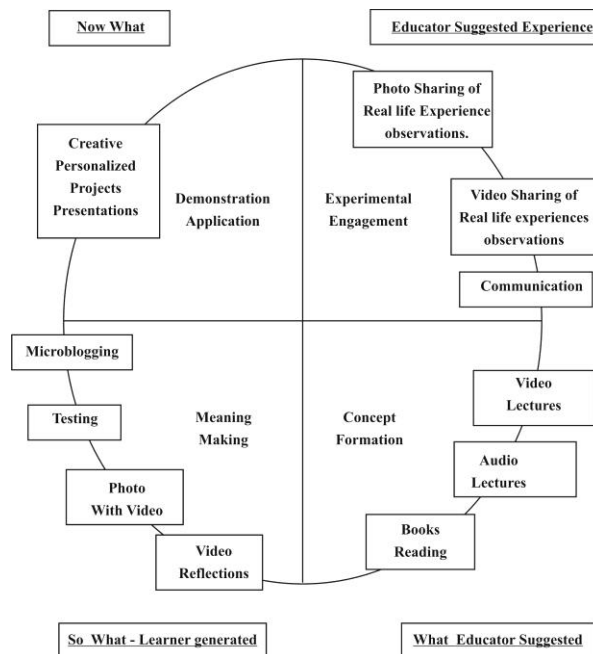 Now What
Educator Suggested Experience
Photo Sharing of
Real life Experience
observations.
Creative
Personalized
Projects
Presentations
Demonstration
Application
Experimental
Engagement
Video Sharing of
Real life experiences
observations
Communication
Microblogging
Testing
Meaning
Making
Concept
Formation
Video
Lectures
Audio
Lectures
Photo
With Video
Books
Reading
Video
Reflections
So What - Learner generated
What Educator Suggested